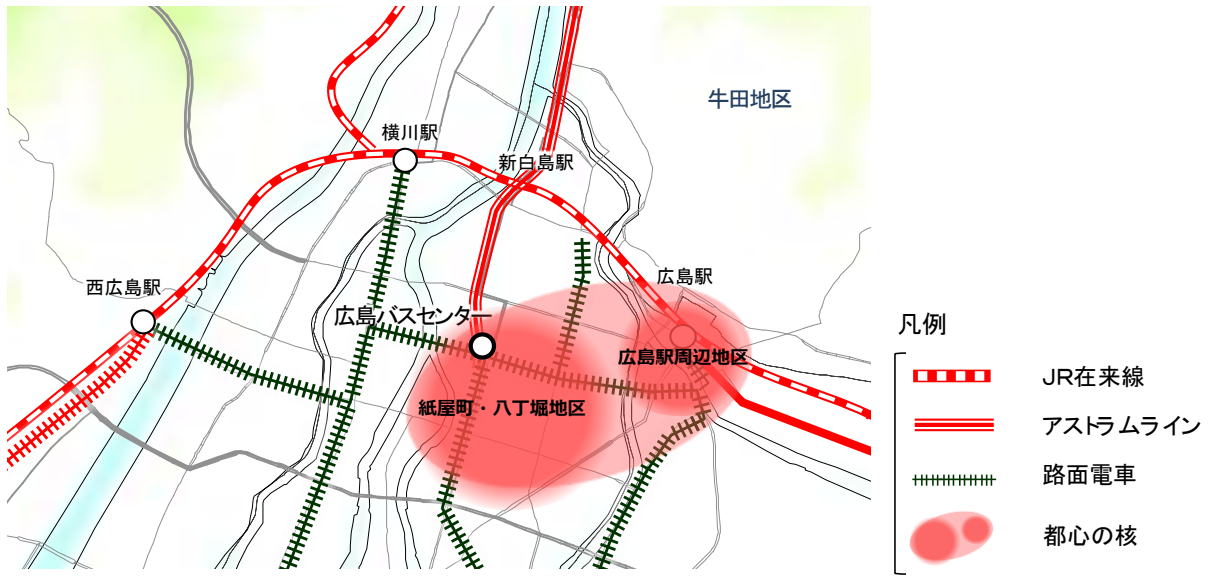 牛田地区
横川駅
新白島駅
広島駅
西広島駅
広島バスセンター
広島駅周辺地区
紙屋町・八丁堀地区
凡例
JR在来線
アストラムライン
路面電車
都心の核